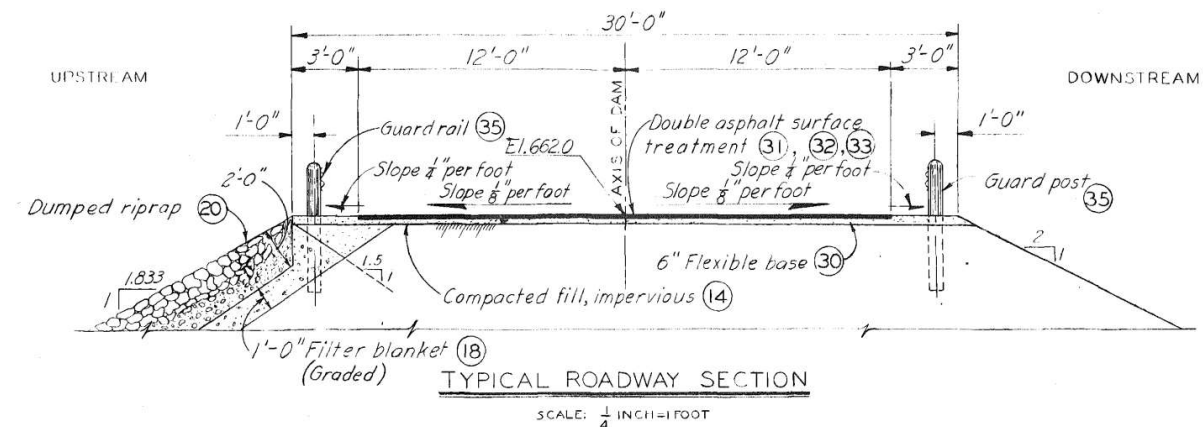 30'-0"
3'-0" 12'-0" 12'-0" 3'-0"
UPSTREAM
DOWNSTREAM
1'-0"
1'-0"
AXIS OF DAM
Guard rail 35
El.662.0
Double asphalt surface
treatment 31, 32, 33
Slope 1/4" per foot
Slope 1/8" per foot
Slope 1/4" per foot
Slope 1/8" per foot
Guard post
35
2'-0"
Dumped riprap 20
1.833
1
1.5
1
2
1
6" Flexible base 30
Compacted fill, impervious 14
1'-0" Filter blanket 18
(Graded)
TYPICAL ROADWAY SECTION
SCALE: 1/4 INCH=1 FOOT